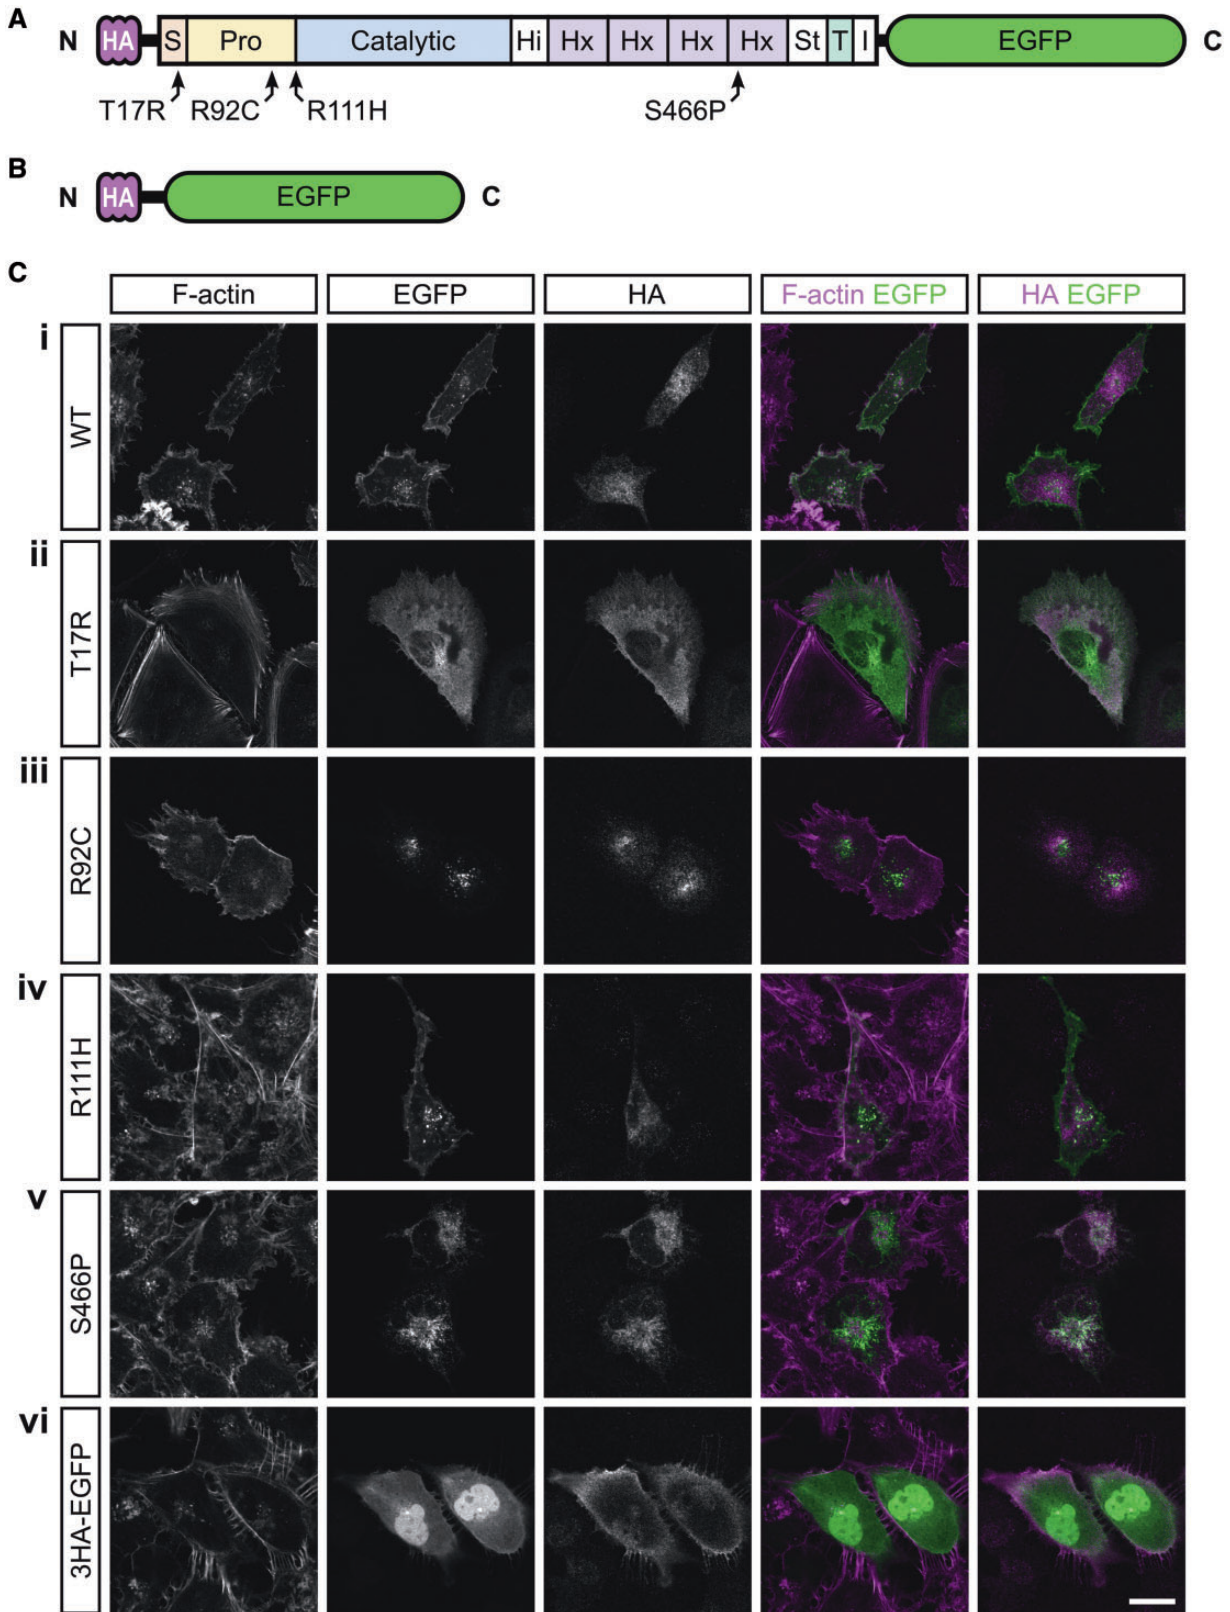 A
N HA S Pro Catalytic Hi Hx Hx Hx Hx St T I EGFP C
T17R R92C R111H S466P
B
N HA EGFP C
C
F-actin EGFP HA F-actin EGFP HA EGFP
i WT
ii T17R
iii R92C
iv R111H
v S466P
vi 3HA-EGFP